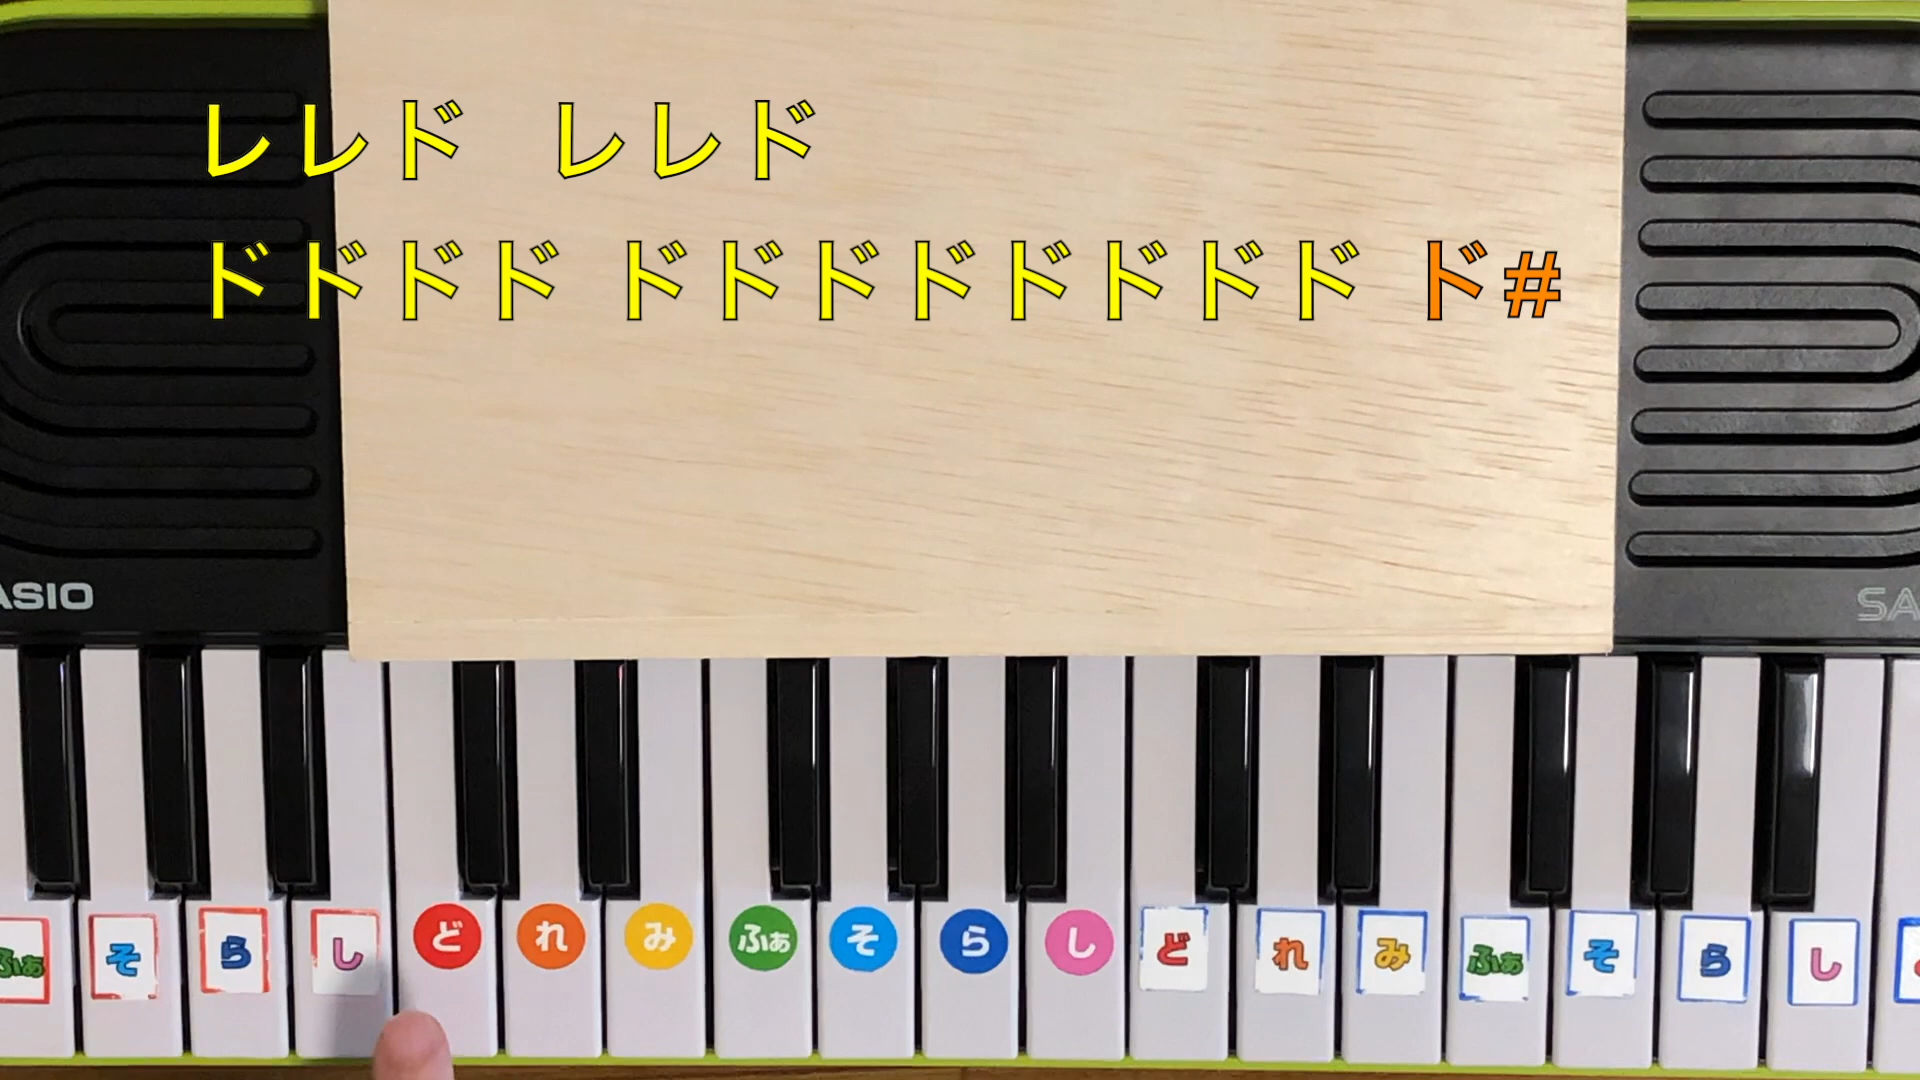 レレド レレド
ドドドド ドドドドドドドド ド#
ASIO
SA
ふぁ そ ら し ど れ み ふぁ そ ら し ど れ み ふぁ そ ら し